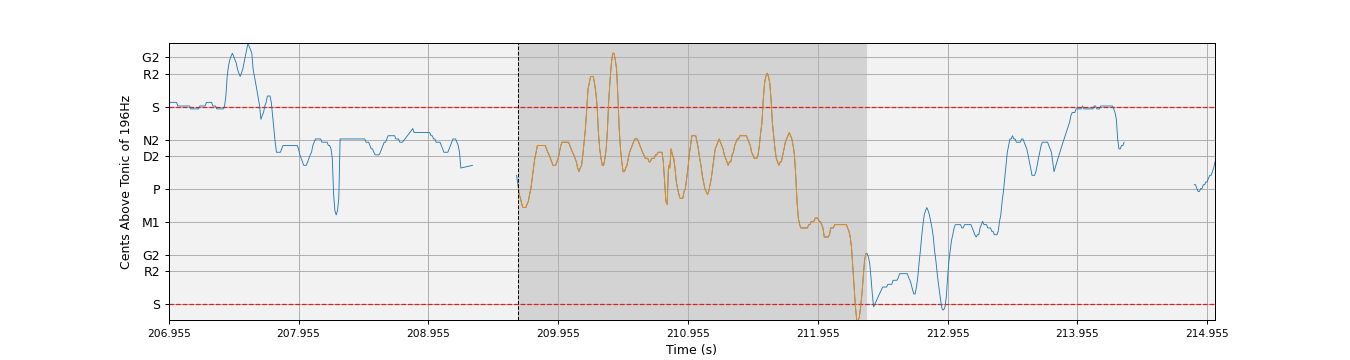 G2
R2
S
N2
D2
P
M1
G2
R2
S
Cents Above Tonic of 196Hz
206.955 207.955 208.955 209.955 210.955 211.955 212.955 213.955 214.955
Time (s)